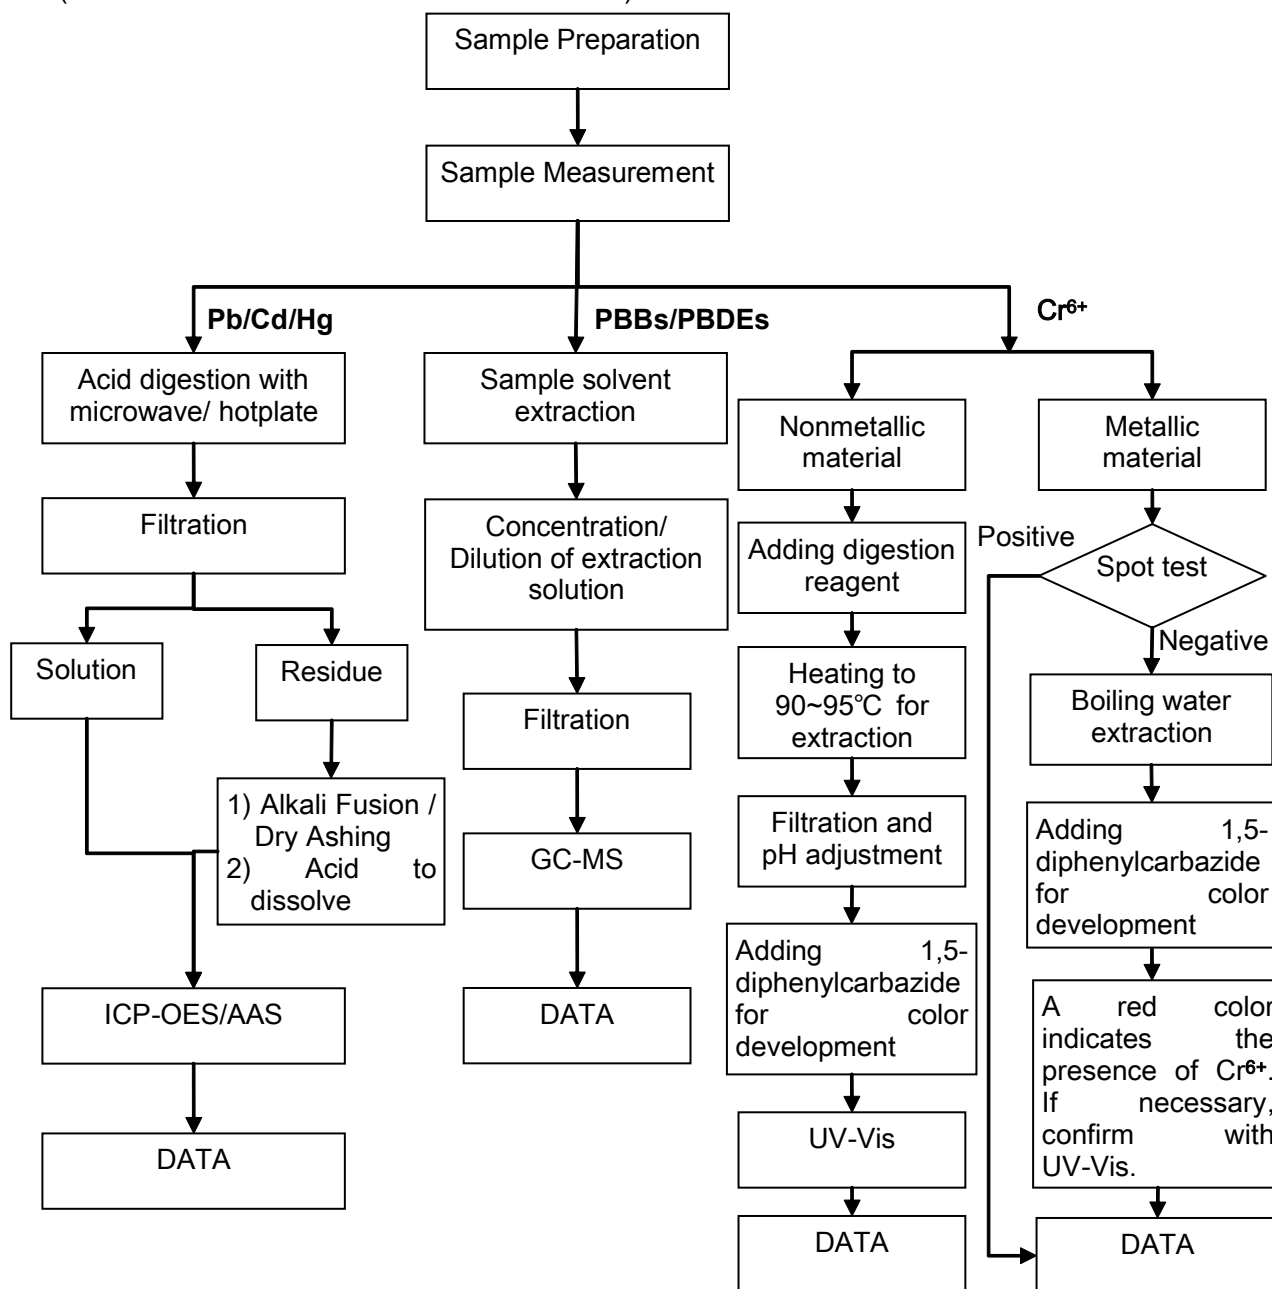 Sample Preparation
Sample Measurement
Pb/Cd/Hg
PBBs/PBDEs
Cr⁶⁺
Acid digestion with
microwave/ hotplate
Filtration
Solution
Residue
1) Alkali Fusion /
Dry Ashing
2) Acid to
dissolve
ICP-OES/AAS
DATA
Sample solvent
extraction
Concentration/
Dilution of extraction
solution
Filtration
GC-MS
DATA
Nonmetallic
material
Adding digestion
reagent
Heating to
90~95℃ for
extraction
Filtration and
pH adjustment
Adding 1,5-
diphenylcarbazide
for color
development
UV-Vis
DATA
Metallic
material
Positive
Spot test
Negative
Boiling water
extraction
Adding 1,5-
diphenylcarbazide
for color
development
A red color
indicates the
presence of Cr⁶⁺.
If necessary,
confirm with
UV-Vis.
DATA